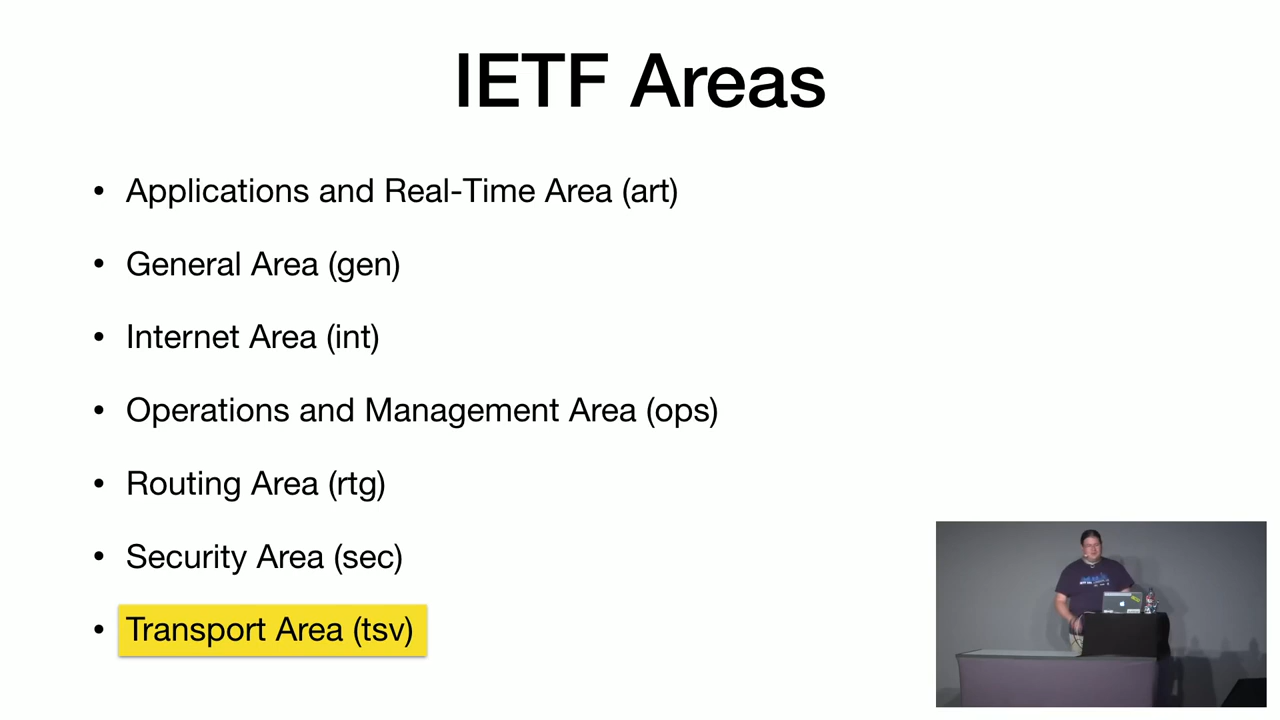 IETF Areas
• Applications and Real-Time Area (art)
• General Area (gen)
• Internet Area (int)
• Operations and Management Area (ops)
• Routing Area (rtg)
• Security Area (sec)
• Transport Area (tsv)